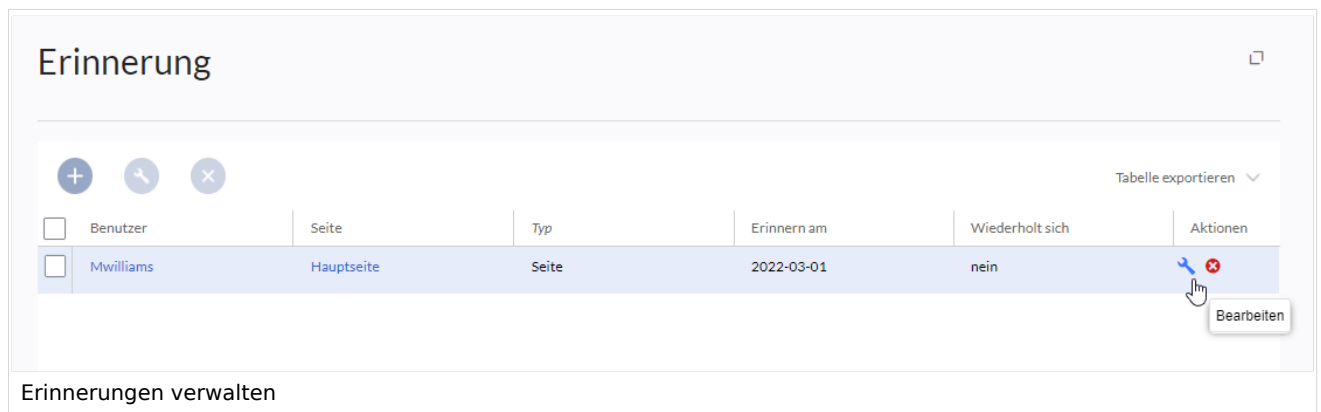 Erinnerung
Tabelle exportieren
Benutzer Seite Typ Erinnern am Wiederholt sich Aktionen
Mwilliams Hauptseite Seite 2022-03-01 nein
Bearbeiten
Erinnerungen verwalten